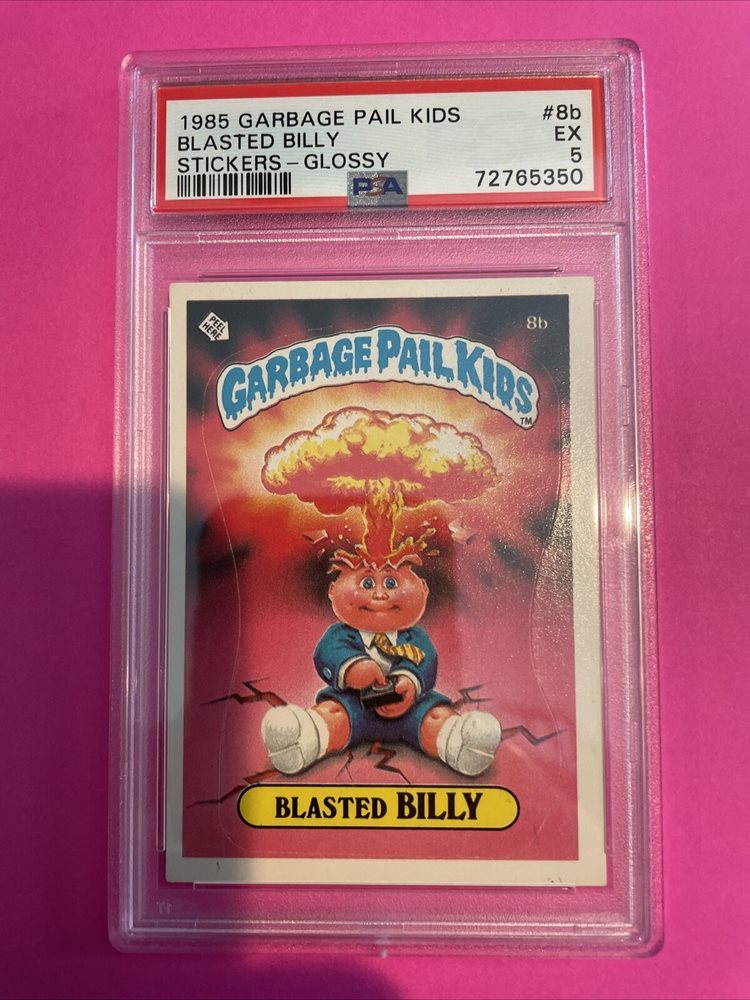 1985 GARBAGE PAIL KIDS #8b
BLASTED BILLY EX
STICKERS – GLOSSY 5
PSA 72765350
PEEL HERE
8b
GARBAGE PAIL KIDS
TM
BLASTED BILLY